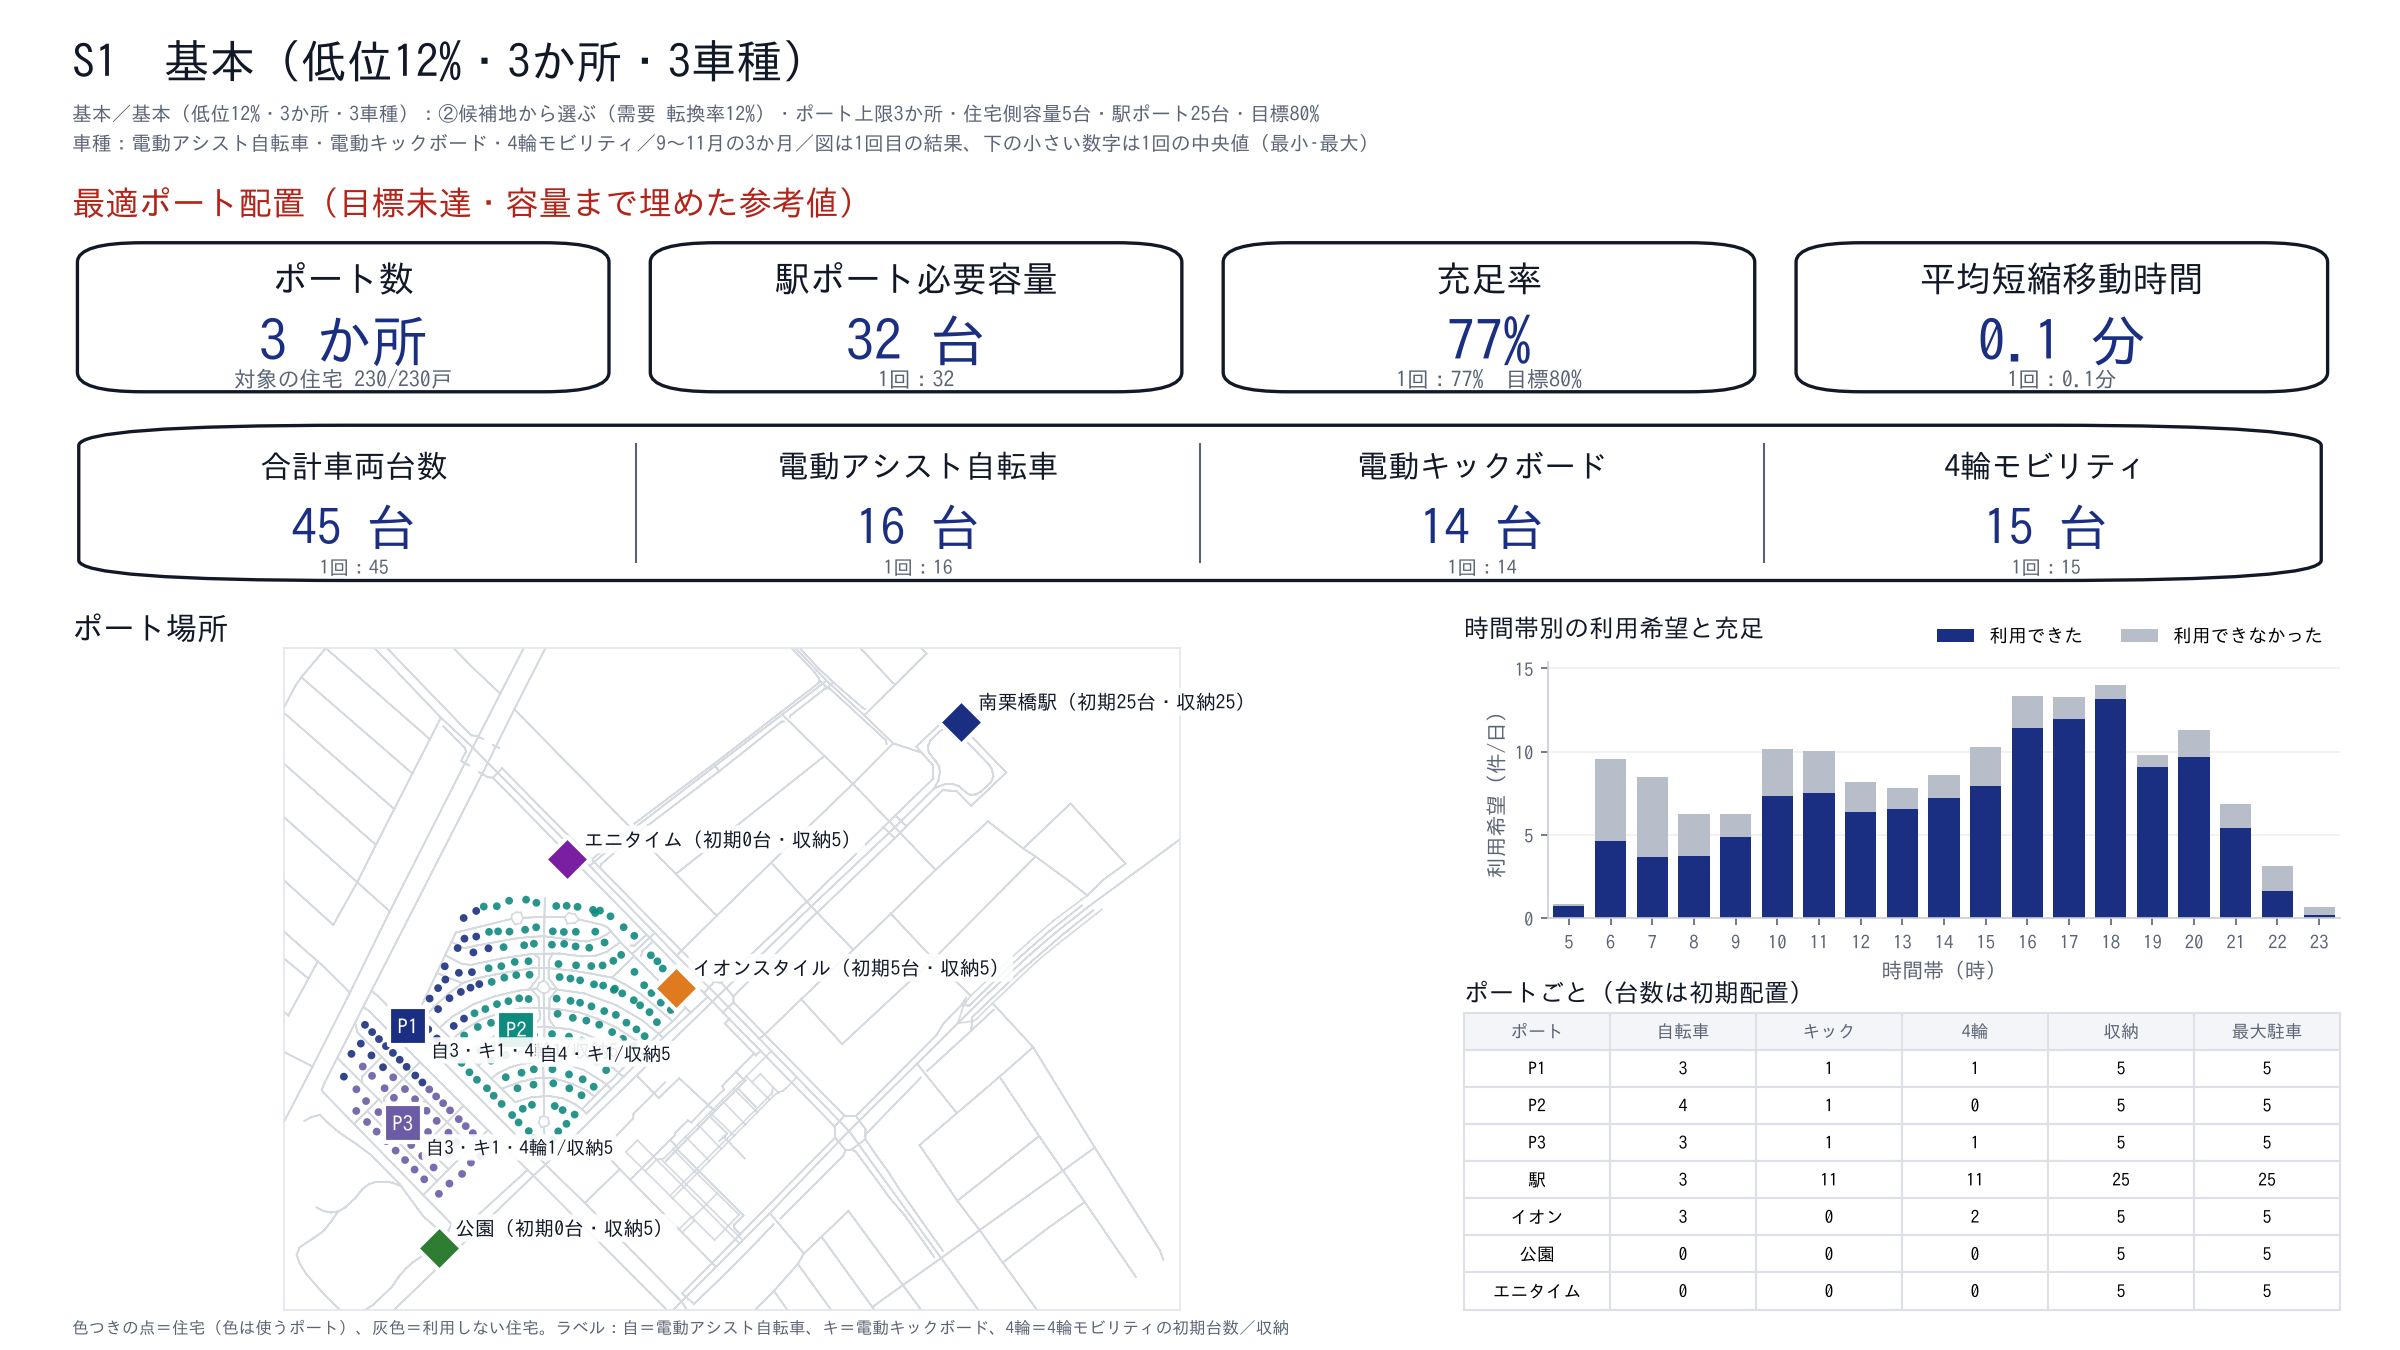 S1　基本（低位12%・3か所・3車種）
基本／基本（低位12%・3か所・3車種）：②候補地から選ぶ（需要 転換率12%）・ポート上限3か所・住宅側容量5台・駅ポート25台・目標80%
車種：電動アシスト自転車・電動キックボード・4輪モビリティ／9～11月の3か月／図は1回目の結果、下の小さい数字は1回の中央値（最小-最大）
最適ポート配置（目標未達・容量まで埋めた参考値）
ポート数
3 か所
対象の住宅 230/230戸
駅ポート必要容量
32 台
1回：32
充足率
77%
1回：77%　目標80%
平均短縮移動時間
0.1 分
1回：0.1分
合計車両台数
45 台
1回：45
電動アシスト自転車
16 台
1回：16
電動キックボード
14 台
1回：14
4輪モビリティ
15 台
1回：15
ポート場所
南栗橋駅（初期25台・収納25）
エニタイム（初期0台・収納5）
イオンスタイル（初期5台・収納5）
P1
P2
自3・キ1・4
自4・キ1/収納5
P3
自3・キ1・4輪1/収納5
公園（初期0台・収納5）
色つきの点＝住宅（色は使うポート）、灰色＝利用しない住宅。ラベル：自＝電動アシスト自転車、キ＝電動キックボード、4輪＝4輪モビリティの初期台数／収納
時間帯別の利用希望と充足
利用できた　利用できなかった
利用希望（件/日）
15
10
5
0
5 6 7 8 9 10 11 12 13 14 15 16 17 18 19 20 21 22 23
時間帯（時）
ポートごと（台数は初期配置）
ポート 自転車 キック 4輪 収納 最大駐車
P1 3 1 1 5 5
P2 4 1 0 5 5
P3 3 1 1 5 5
駅 3 11 11 25 25
イオン 3 0 2 5 5
公園 0 0 0 5 5
エニタイム 0 0 0 5 5